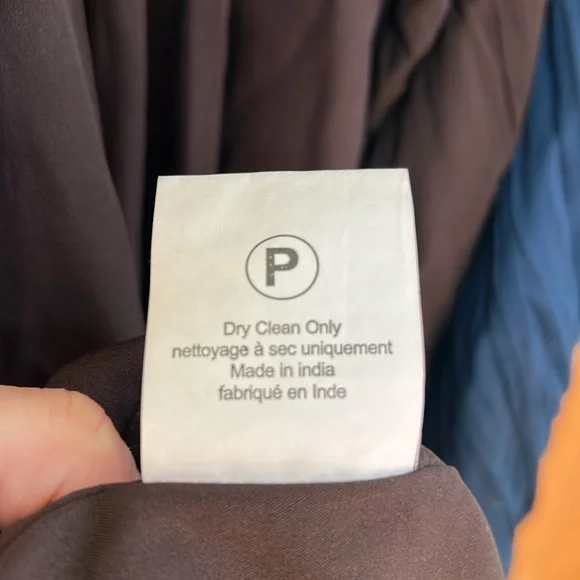 P
Dry Clean Only
nettoyage à sec uniquement
Made in india
fabriqué en Inde